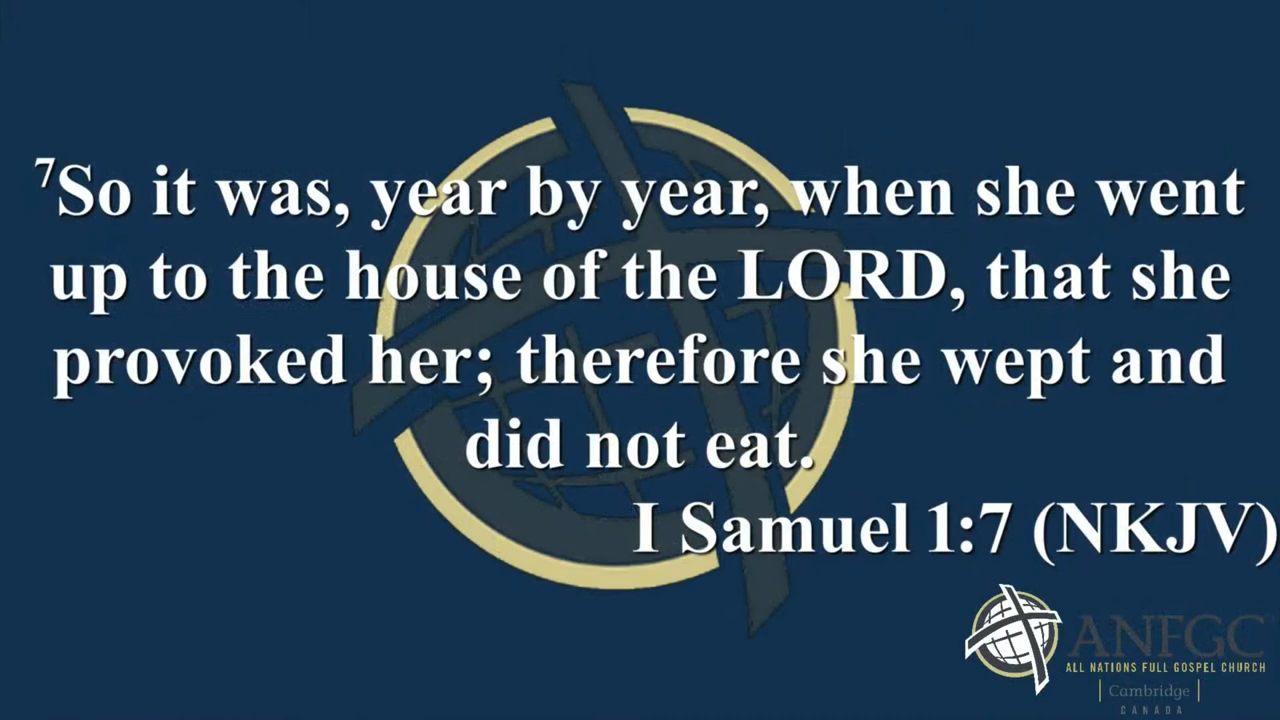 ⁷So it was, year by year, when she went
up to the house of the LORD, that she
provoked her; therefore she wept and
did not eat.
I Samuel 1:7 (NKJV)
ANFGC
ALL NATIONS FULL GOSPEL CHURCH
| Cambridge |
CANADA